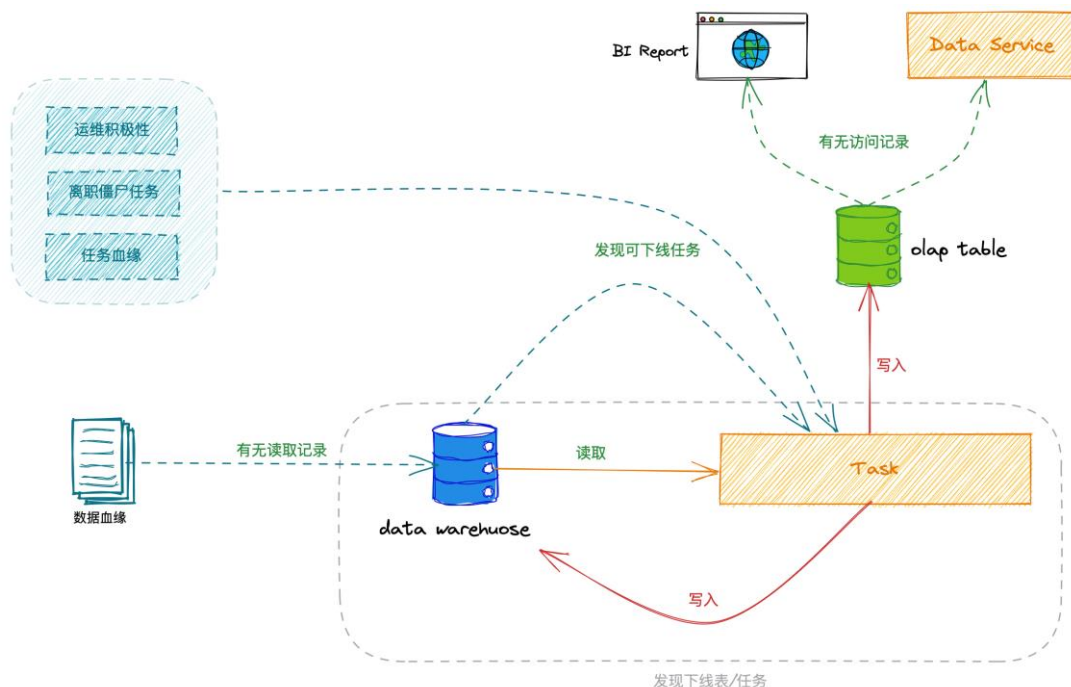 BI Report
Data Service
运维积极性
有无访问记录
离职僵尸任务
任务血缘
发现可下线任务
olap table
写入
有无读取记录
读取
Task
数据血缘
data warehuose
写入
发现下线表/任务